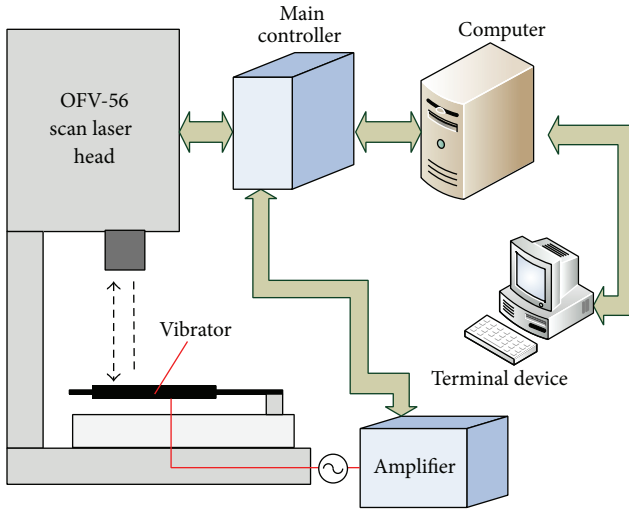 Main
controller
Computer
OFV-56
scan laser
head
Vibrator
Terminal device
Amplifier